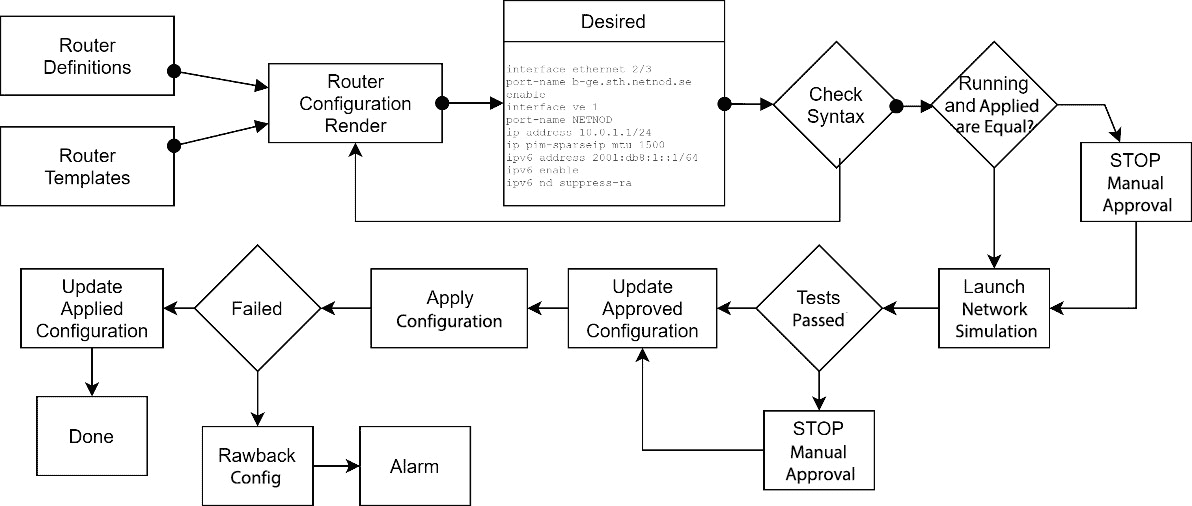 Router
Definitions
Router
Templates
Router
Configuration
Render
Desired
interface ethernet 2/3
port-name b-ge.sth.netnod.se
enable
interface ve 1
port-name NETNOD
ip address 10.0.1.1/24
ip pim-sparseip mtu 1500
ipv6 address 2001:db8:1::1/64
ipv6 enable
ipv6 nd suppress-ra
Check
Syntax
Running
and Applied
are Equal?
STOP
Manual
Approval
Update
Applied
Configuration
Failed
Apply
Configuration
Update
Approved
Configuration
Tests
Passed
Launch
Network
Simulation
Done
Rawback
Config
Alarm
STOP
Manual
Approval